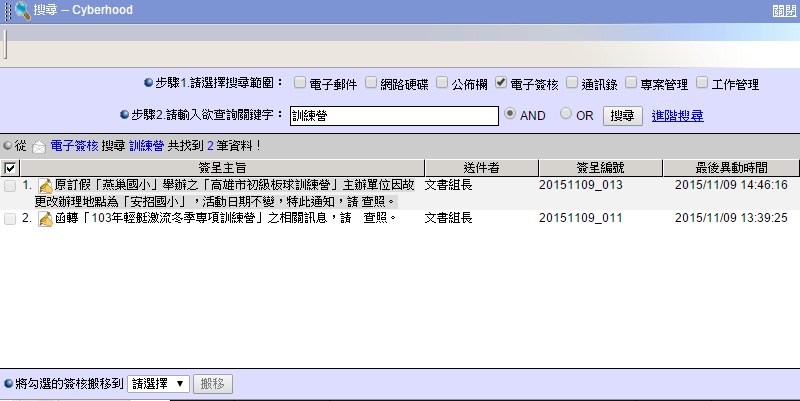 搜尋 ─ Cyberhood 關閉
步驟1.請選擇搜尋範圍： 電子郵件 網路硬碟 公佈欄 電子簽核 通訊錄 專案管理 工作管理
步驟2.請輸入欲查詢關鍵字： 訓練營 AND OR 搜尋 進階搜尋
從 電子簽核 搜尋 訓練營 共找到 2 筆資料！
簽呈主旨 送件者 簽呈編號 最後異動時間
1. 原訂假「燕巢國小」舉辦之「高雄市初級板球訓練營」主辦單位因故 文書組長 20151109_013 2015/11/09 14:46:16
更改辦理地點為「安招國小」，活動日期不變，特此通知，請 查照。
2. 函轉「103年輕艇激流冬季專項訓練營」之相關訊息，請 查照。 文書組長 20151109_011 2015/11/09 13:39:25
將勾選的簽核搬移到 請選擇 搬移